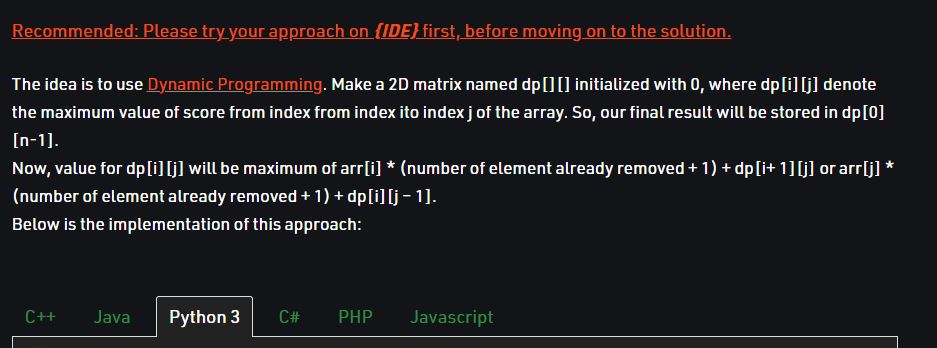 Recommended: Please try your approach on {IDE} first, before moving on to the solution.
The idea is to use Dynamic Programming. Make a 2D matrix named dp[][] initialized with 0, where dp[i][j] denote
the maximum value of score from index from index ito index j of the array. So, our final result will be stored in dp[0]
[n-1].
Now, value for dp[i][j] will be maximum of arr[i] * (number of element already removed + 1) + dp[i+ 1][j] or arr[j] *
(number of element already removed + 1) + dp[i][j – 1].
Below is the implementation of this approach:
C++ Java Python 3 C# PHP Javascript